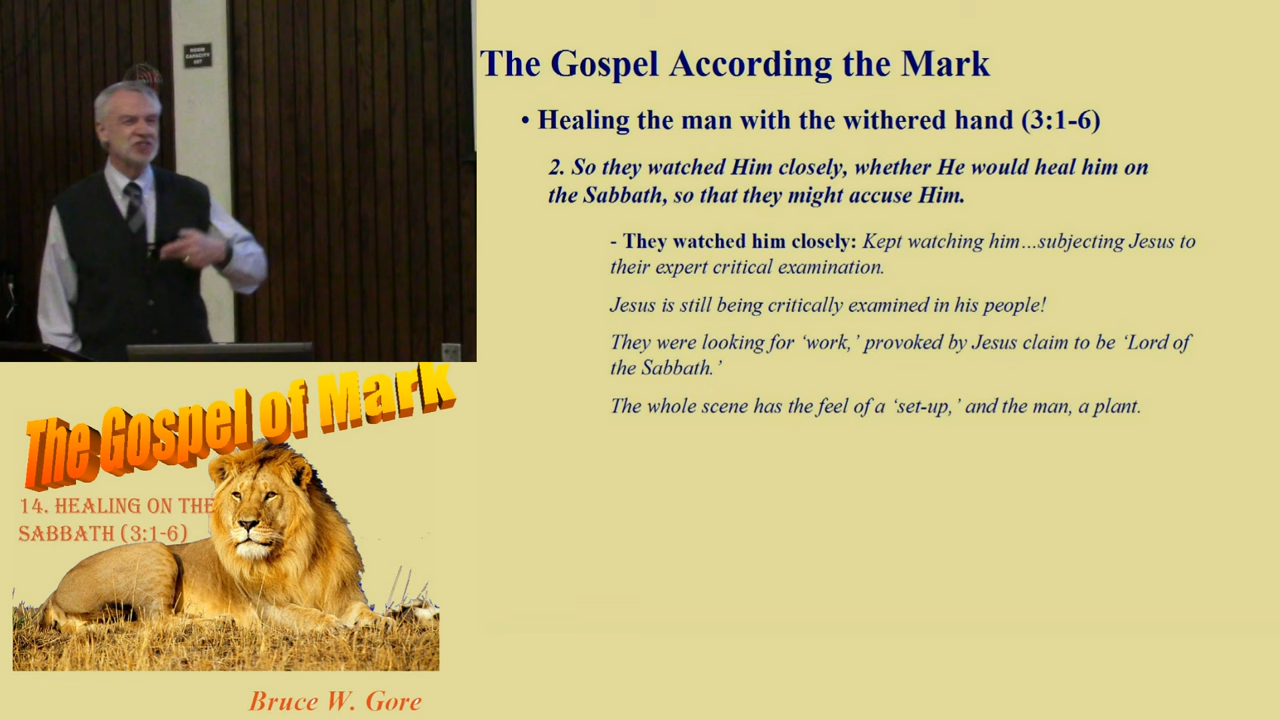 ROOM
CAPACITY
The Gospel According the Mark
• Healing the man with the withered hand (3:1-6)
2. So they watched Him closely, whether He would heal him on
the Sabbath, so that they might accuse Him.
- They watched him closely: Kept watching him…subjecting Jesus to
their expert critical examination.
Jesus is still being critically examined in his people!
They were looking for ‘work,’ provoked by Jesus claim to be ‘Lord of
the Sabbath.’
The whole scene has the feel of a ‘set-up,’ and the man, a plant.
The Gospel of Mark
14. Healing on the
Sabbath (3:1-6)
Bruce W. Gore